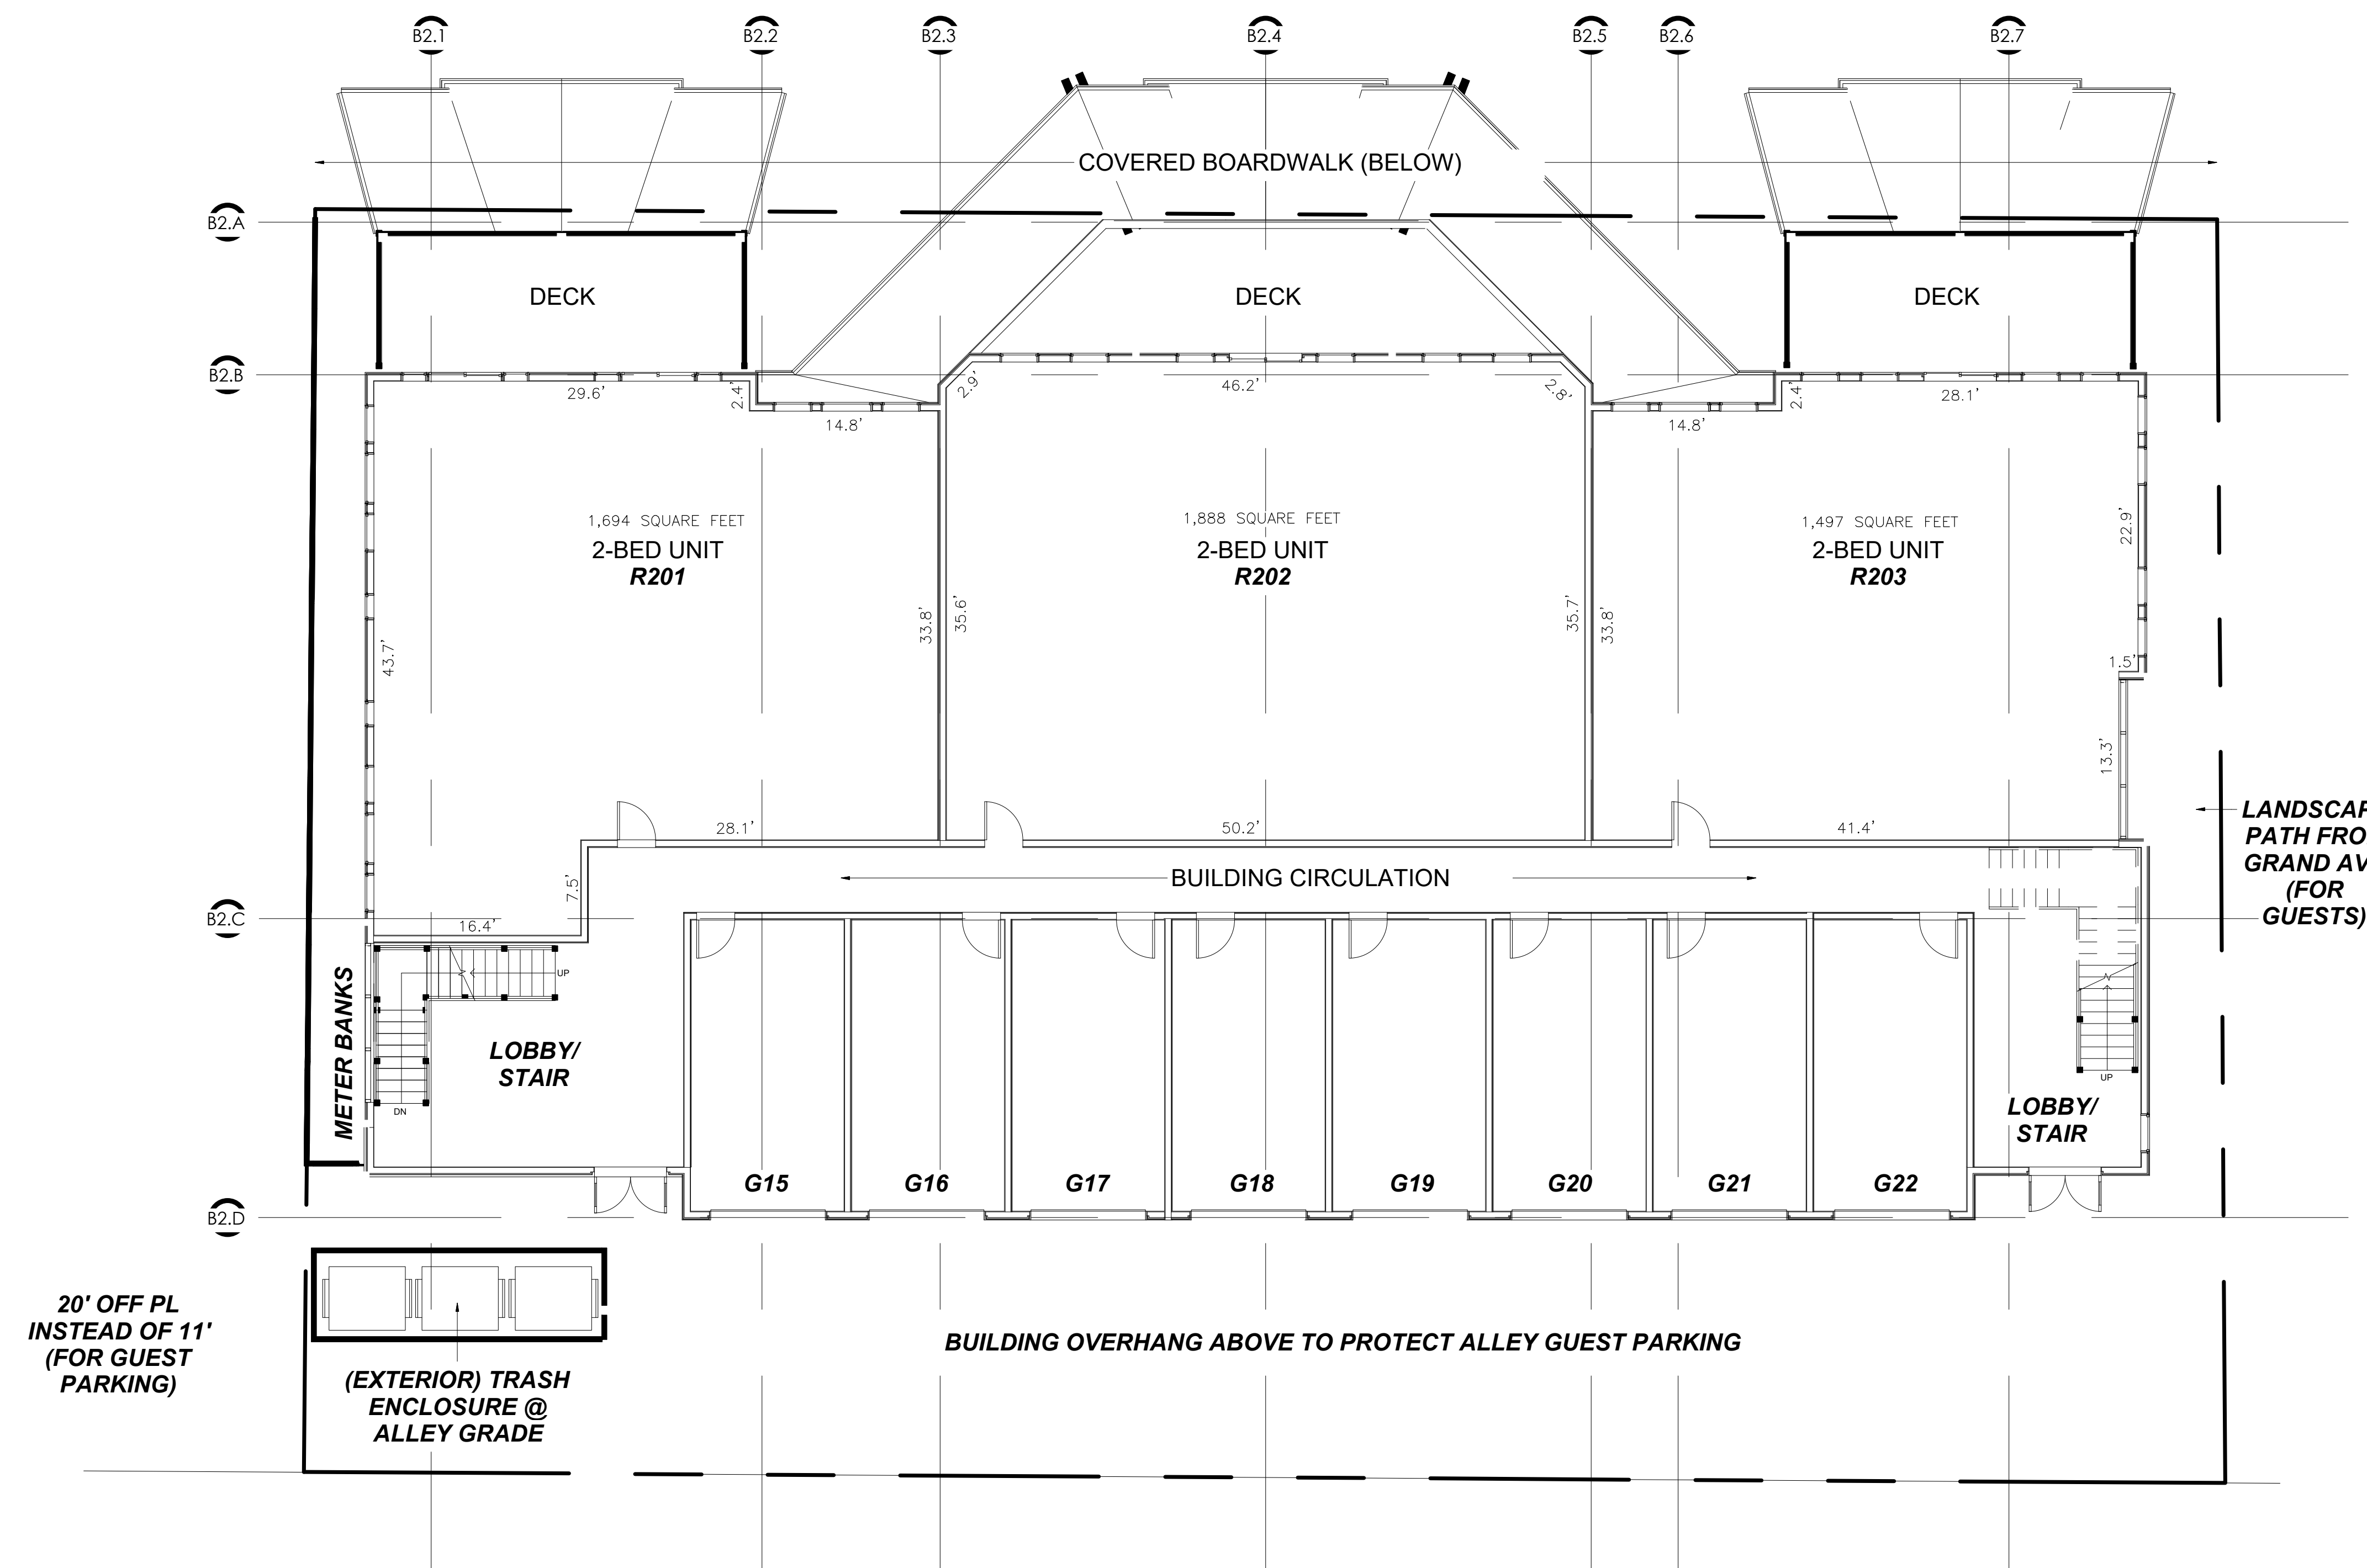 B2.1
B2.2
B2.3
B2.4
B2.5
B2.6
B2.7
COVERED BOARDWALK (BELOW)
B2.A
DECK
DECK
DECK
B2.B
29.6'
2.4'
14.8'
2.9'
46.2'
2.8'
14.8'
2.4'
28.1'
1,694 SQUARE FEET
2-BED UNIT
R201
1,888 SQUARE FEET
2-BED UNIT
R202
1,497 SQUARE FEET
2-BED UNIT
R203
22.9'
43.7'
33.8'
35.6'
35.7'
33.8'
1.5'
13.3'
28.1'
50.2'
41.4'
LANDSCAP
PATH FRO
GRAND AV
(FOR
GUESTS)
BUILDING CIRCULATION
7.5'
16.4'
B2.C
UP
DN
METER BANKS
LOBBY/
STAIR
UP
LOBBY/
STAIR
G15
G16
G17
G18
G19
G20
G21
G22
B2.D
20' OFF PL
INSTEAD OF 11'
(FOR GUEST
PARKING)
(EXTERIOR) TRASH
ENCLOSURE @
ALLEY GRADE
BUILDING OVERHANG ABOVE TO PROTECT ALLEY GUEST PARKING